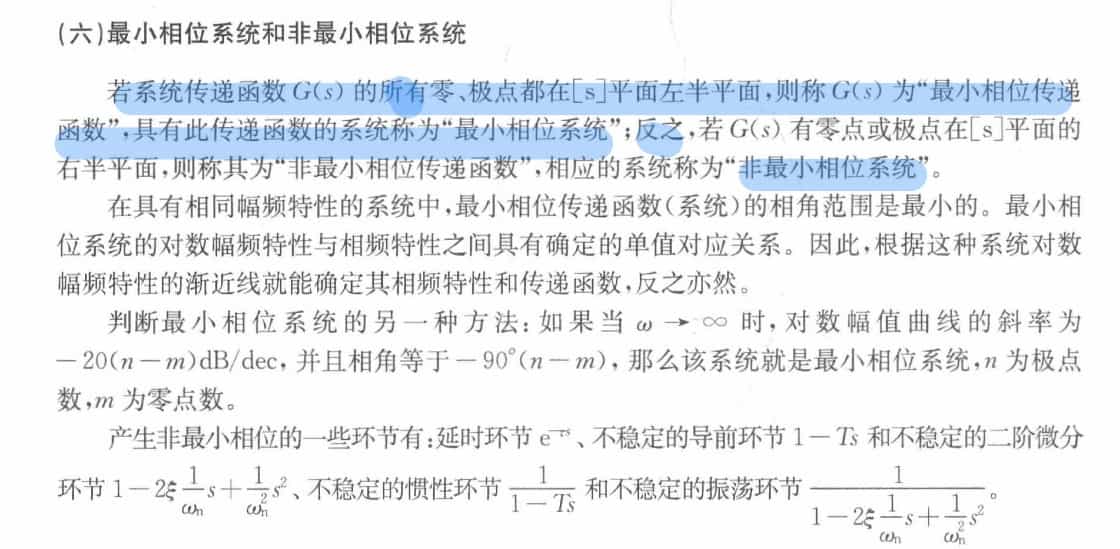 (六)最小相位系统和非最小相位系统
若系统传递函数 G(s) 的所有零、极点都在[s]平面左半平面,则称 G(s) 为“最小相位传递
函数”,具有此传递函数的系统称为“最小相位系统”;反之,若 G(s) 有零点或极点在[s]平面的
右半平面,则称其为“非最小相位传递函数”,相应的系统称为“非最小相位系统”。
在具有相同幅频特性的系统中,最小相位传递函数(系统)的相角范围是最小的。最小相
位系统的对数幅频特性与相频特性之间具有确定的单值对应关系。因此,根据这种系统对数
幅频特性的渐近线就能确定其相频特性和传递函数,反之亦然。
判断最小相位系统的另一种方法:如果当 ω → ∞ 时,对数幅值曲线的斜率为
−20(n−m)dB/dec,并且相角等于−90°(n−m),那么该系统就是最小相位系统,n 为极点
数,m 为零点数。
产生非最小相位的一些环节有:延时环节 e^{−τs}、不稳定的导前环节 1−Ts 和不稳定的二阶微分
环节 1−2ξ\frac{1}{ω_n}s+\frac{1}{ω_n^2}s^2、不稳定的惯性环节\frac{1}{1−Ts}和不稳定的振荡环节\frac{1}{1−2ξ\frac{1}{ω_n}s+\frac{1}{ω_n^2}s^2}。